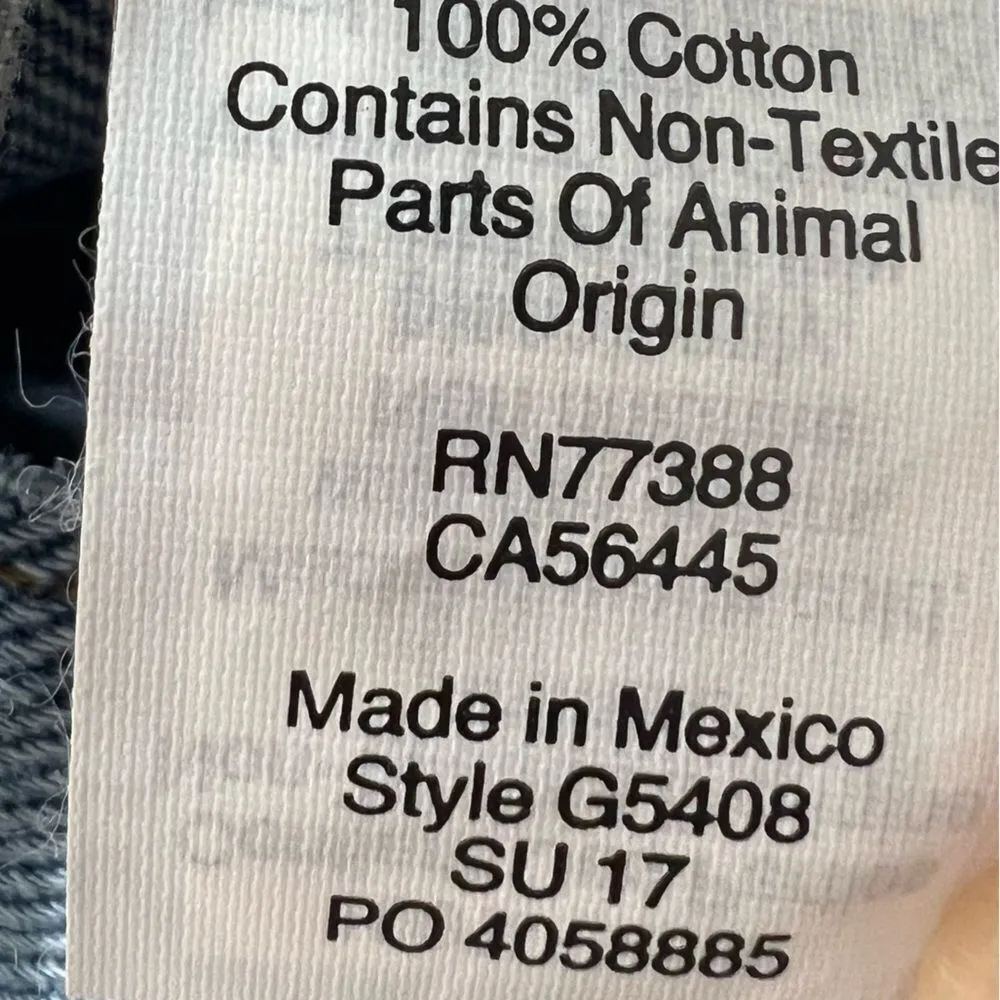 100% Cotton
Contains Non-Textile
Parts Of Animal
Origin
RN77388
CA56445
Made in Mexico
Style G5408
SU 17
PO 4058885